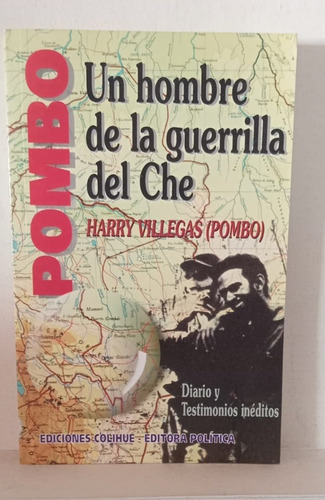 POMBO
Un hombre
de la guerrilla
del Che
HARRY VILLEGAS (POMBO)
Diario y
Testimonios inéditos
EDICIONES COLIHUE - EDITORA POLÍTICA